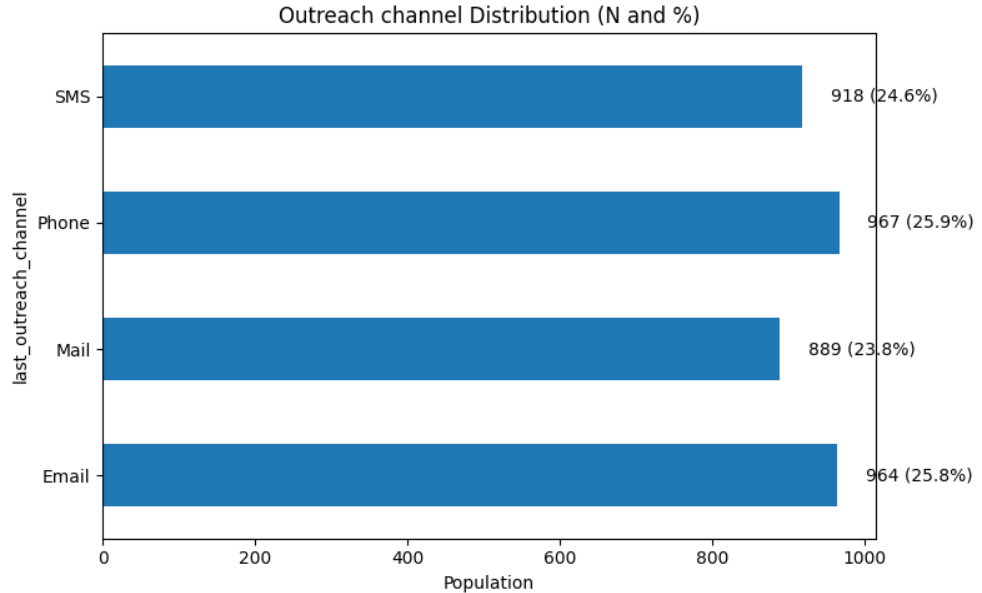 Outreach channel Distribution (N and %)
SMS
918 (24.6%)
Phone
967 (25.9%)
Mail
889 (23.8%)
Email
964 (25.8%)
last_outreach_channel
0 200 400 600 800 1000
Population